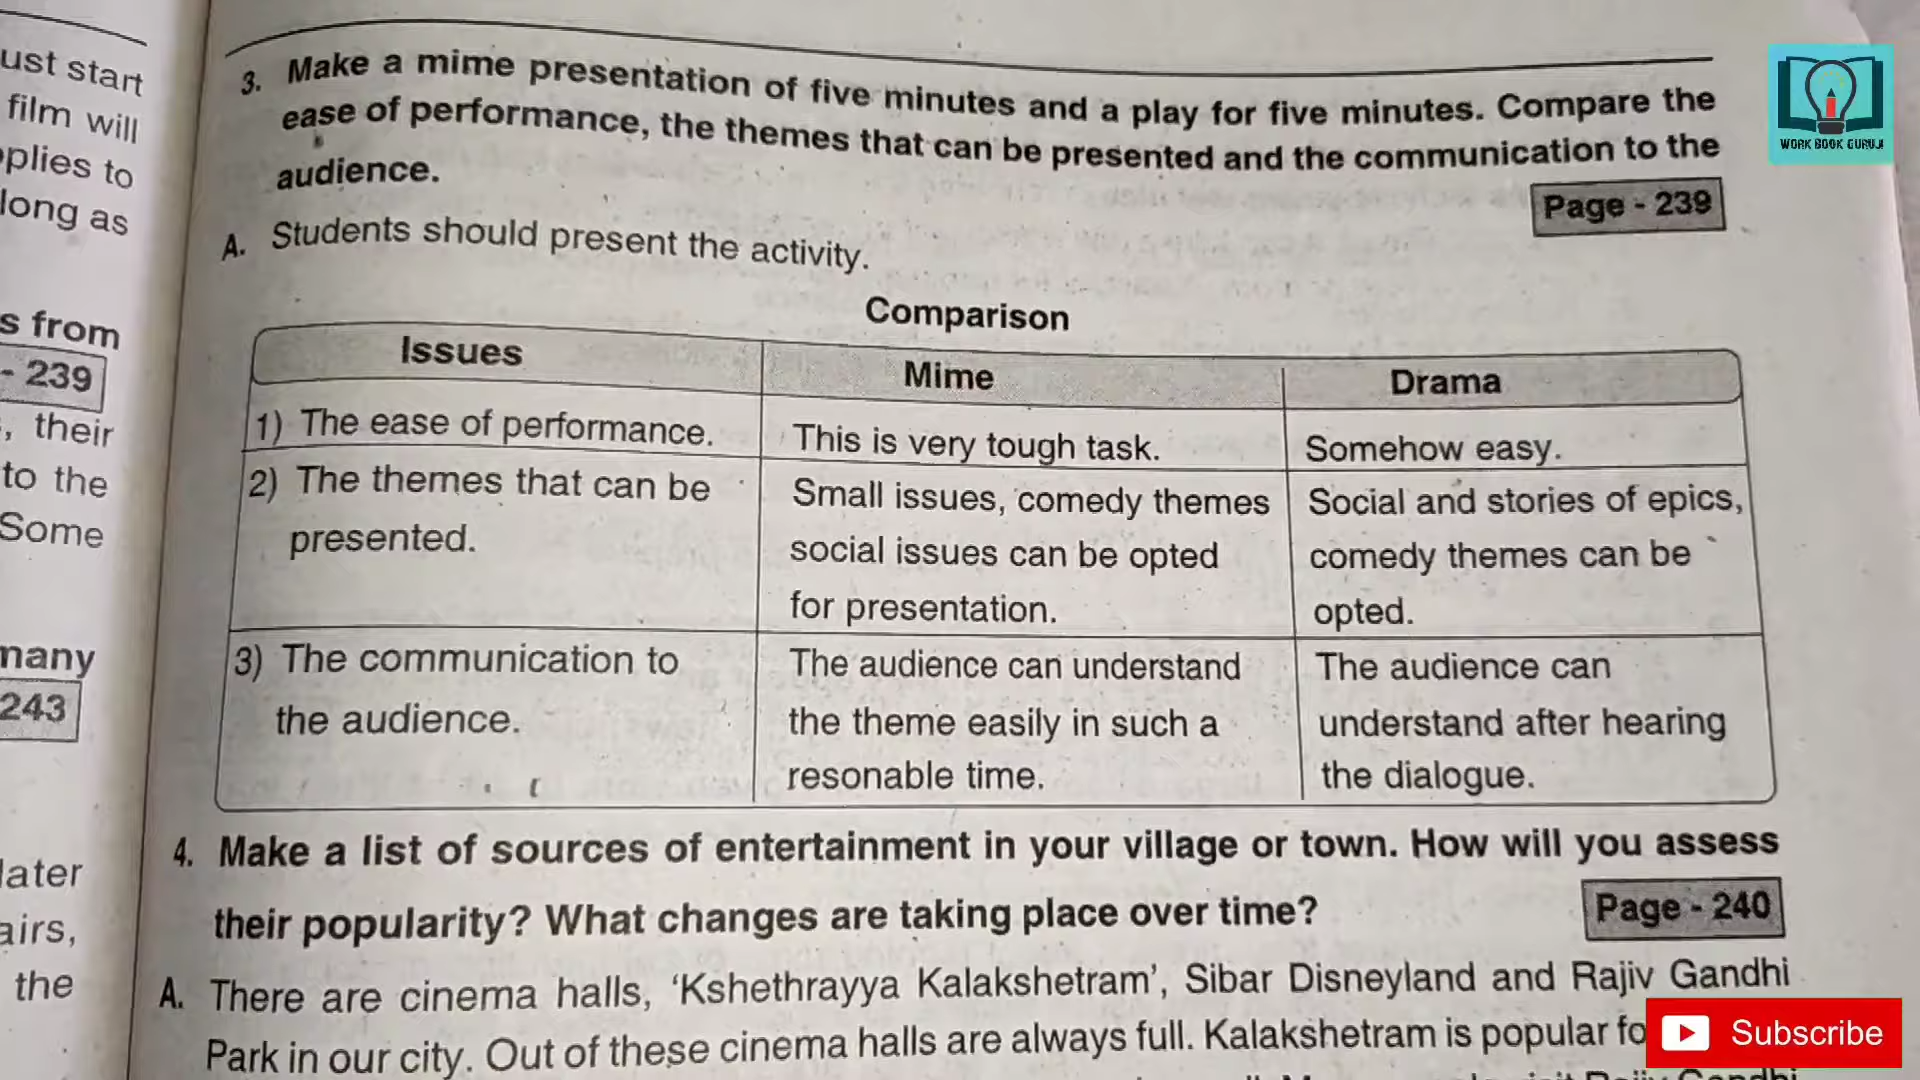 ust start
film will
plies to
long as
s from
- 239
, their
to the
Some
many
243
later
airs,
the
3. Make a mime presentation of five minutes and a play for five minutes. Compare the
ease of performance, the themes that can be presented and the communication to the
audience.
Page - 239
A. Students should present the activity.
Comparison
Issues Mime Drama
1) The ease of performance. This is very tough task. Somehow easy.
2) The themes that can be Small issues, comedy themes Social and stories of epics,
presented. social issues can be opted comedy themes can be
for presentation. opted.
3) The communication to The audience can understand The audience can
the audience. the theme easily in such a understand after hearing
resonable time. the dialogue.
4. Make a list of sources of entertainment in your village or town. How will you assess
their popularity? What changes are taking place over time? Page - 240
A. There are cinema halls, ‘Kshethrayya Kalakshetram’, Sibar Disneyland and Rajiv Gandhi
Park in our city. Out of these cinema halls are always full. Kalakshetram is popular fo
WORK BOOK GURUJI
Subscribe